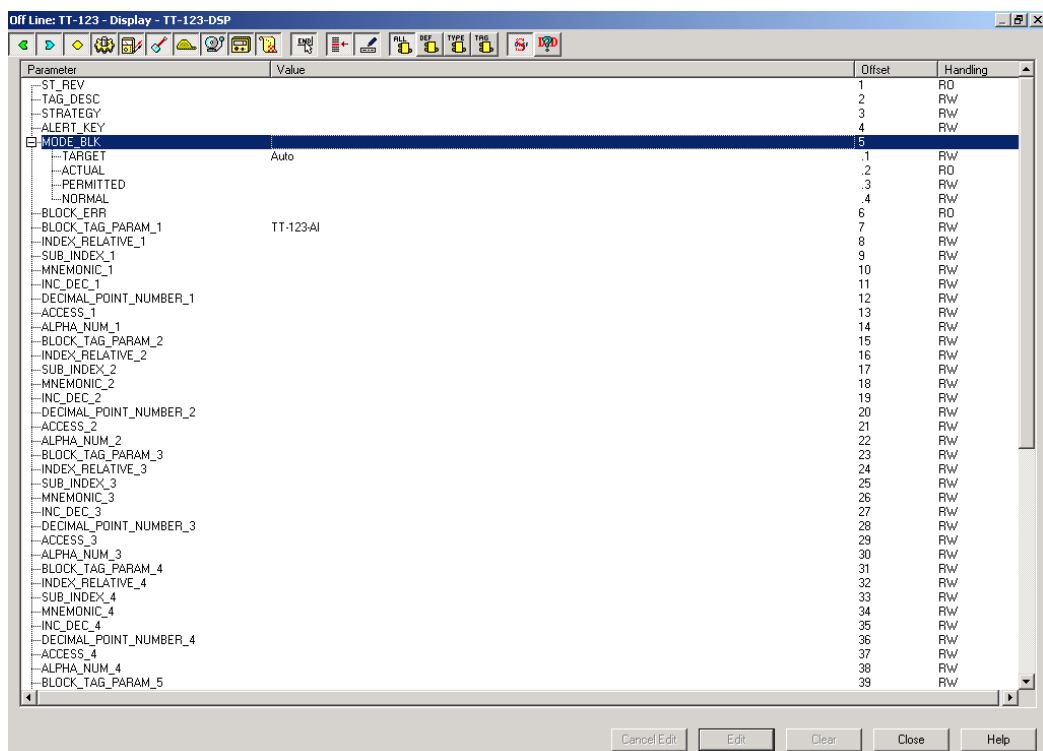 Off Line: TT-123 - Display - TT-123-DSP
END ALL DEF TYPE TAG
Parameter Value Offset Handling
ST_REV 1 RO
TAG_DESC 2 RW
STRATEGY 3 RW
ALERT_KEY 4 RW
MODE_BLK 5
TARGET Auto .1 RW
ACTUAL .2 RO
PERMITTED .3 RW
NORMAL .4 RW
BLOCK_ERR 6 RO
BLOCK_TAG_PARAM_1 TT-123-AI 7 RW
INDEX_RELATIVE_1 8 RW
SUB_INDEX_1 9 RW
MNEMONIC_1 10 RW
INC_DEC_1 11 RW
DECIMAL_POINT_NUMBER_1 12 RW
ACCESS_1 13 RW
ALPHA_NUM_1 14 RW
BLOCK_TAG_PARAM_2 15 RW
INDEX_RELATIVE_2 16 RW
SUB_INDEX_2 17 RW
MNEMONIC_2 18 RW
INC_DEC_2 19 RW
DECIMAL_POINT_NUMBER_2 20 RW
ACCESS_2 21 RW
ALPHA_NUM_2 22 RW
BLOCK_TAG_PARAM_3 23 RW
INDEX_RELATIVE_3 24 RW
SUB_INDEX_3 25 RW
MNEMONIC_3 26 RW
INC_DEC_3 27 RW
DECIMAL_POINT_NUMBER_3 28 RW
ACCESS_3 29 RW
ALPHA_NUM_3 30 RW
BLOCK_TAG_PARAM_4 31 RW
INDEX_RELATIVE_4 32 RW
SUB_INDEX_4 33 RW
MNEMONIC_4 34 RW
INC_DEC_4 35 RW
DECIMAL_POINT_NUMBER_4 36 RW
ACCESS_4 37 RW
ALPHA_NUM_4 38 RW
BLOCK_TAG_PARAM_5 39 RW
Cancel Edit Edit Clear Close Help